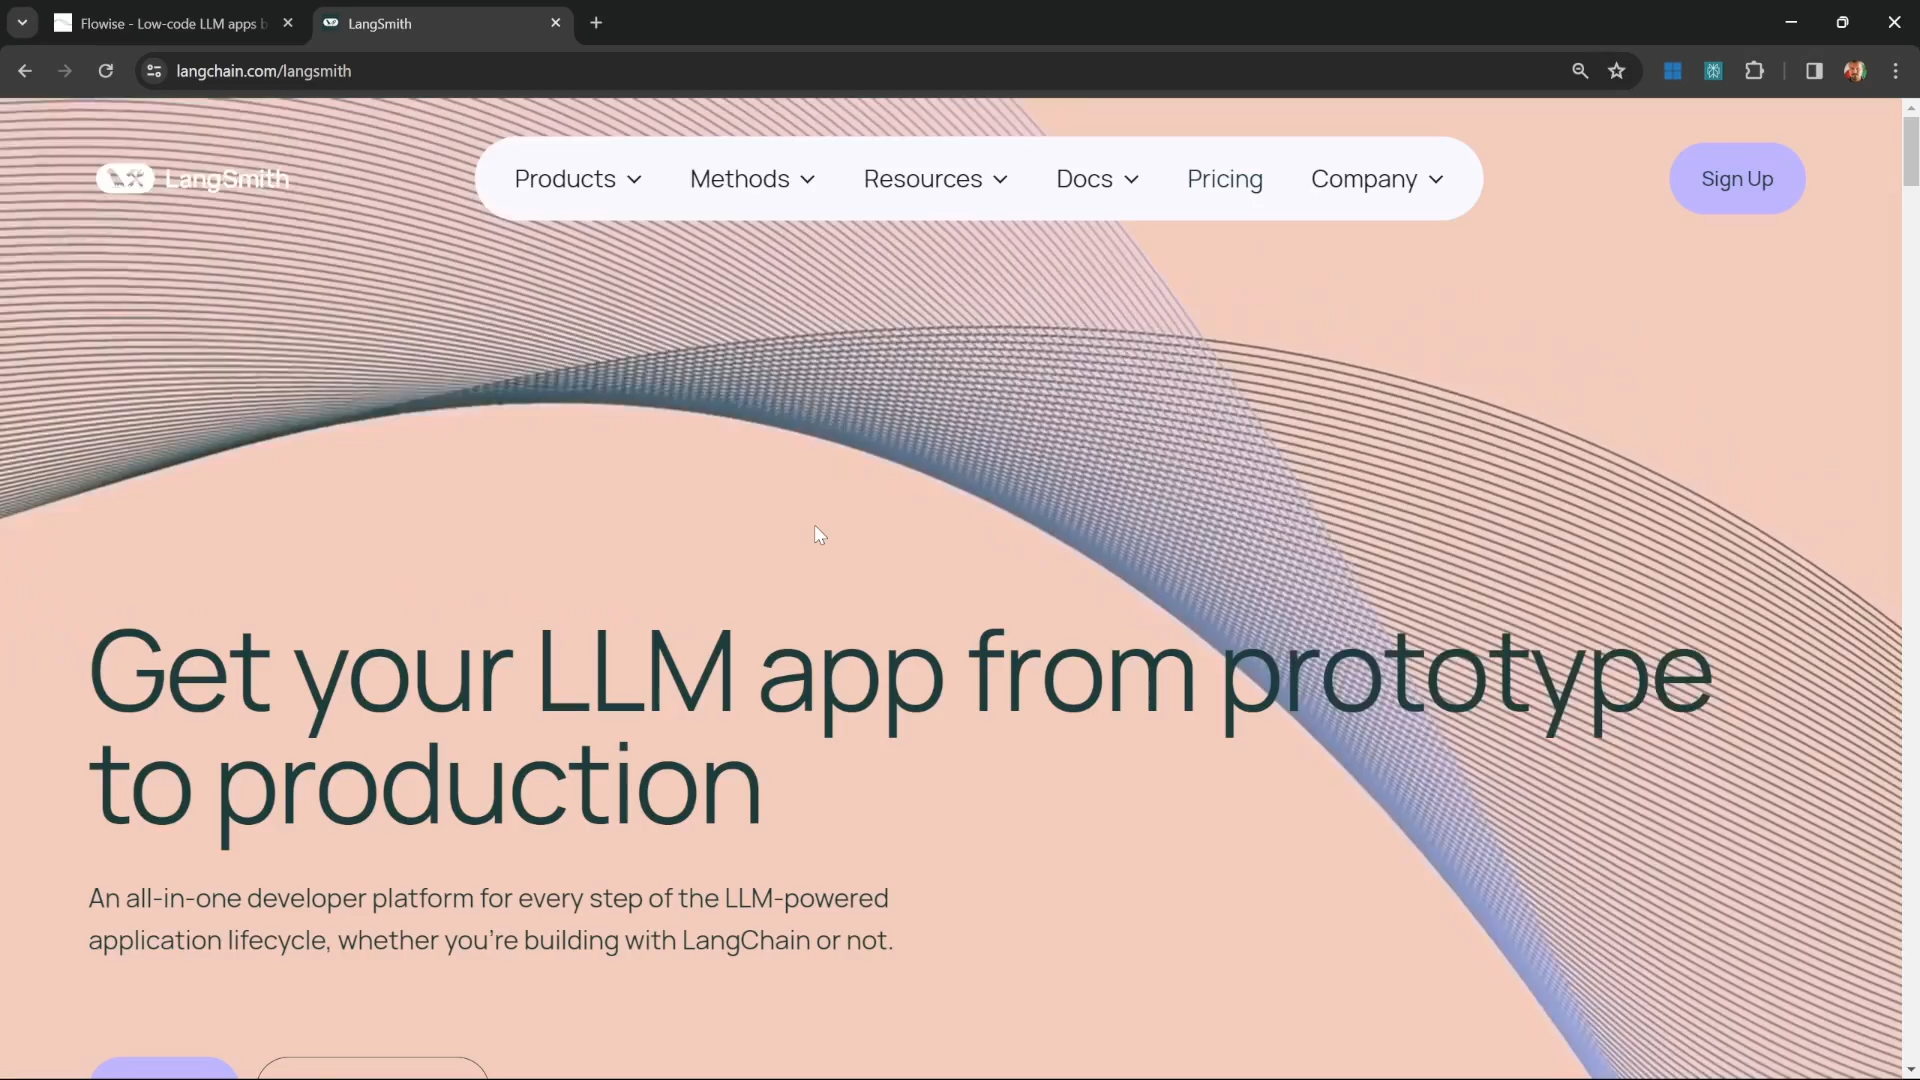 Flowise - Low-code LLM apps b
LangSmith
langchain.com/langsmith
LangSmith
Products
Methods
Resources
Docs
Pricing
Company
Sign Up
Get your LLM app from prototype
to production
An all-in-one developer platform for every step of the LLM-powered
application lifecycle, whether you're building with LangChain or not.